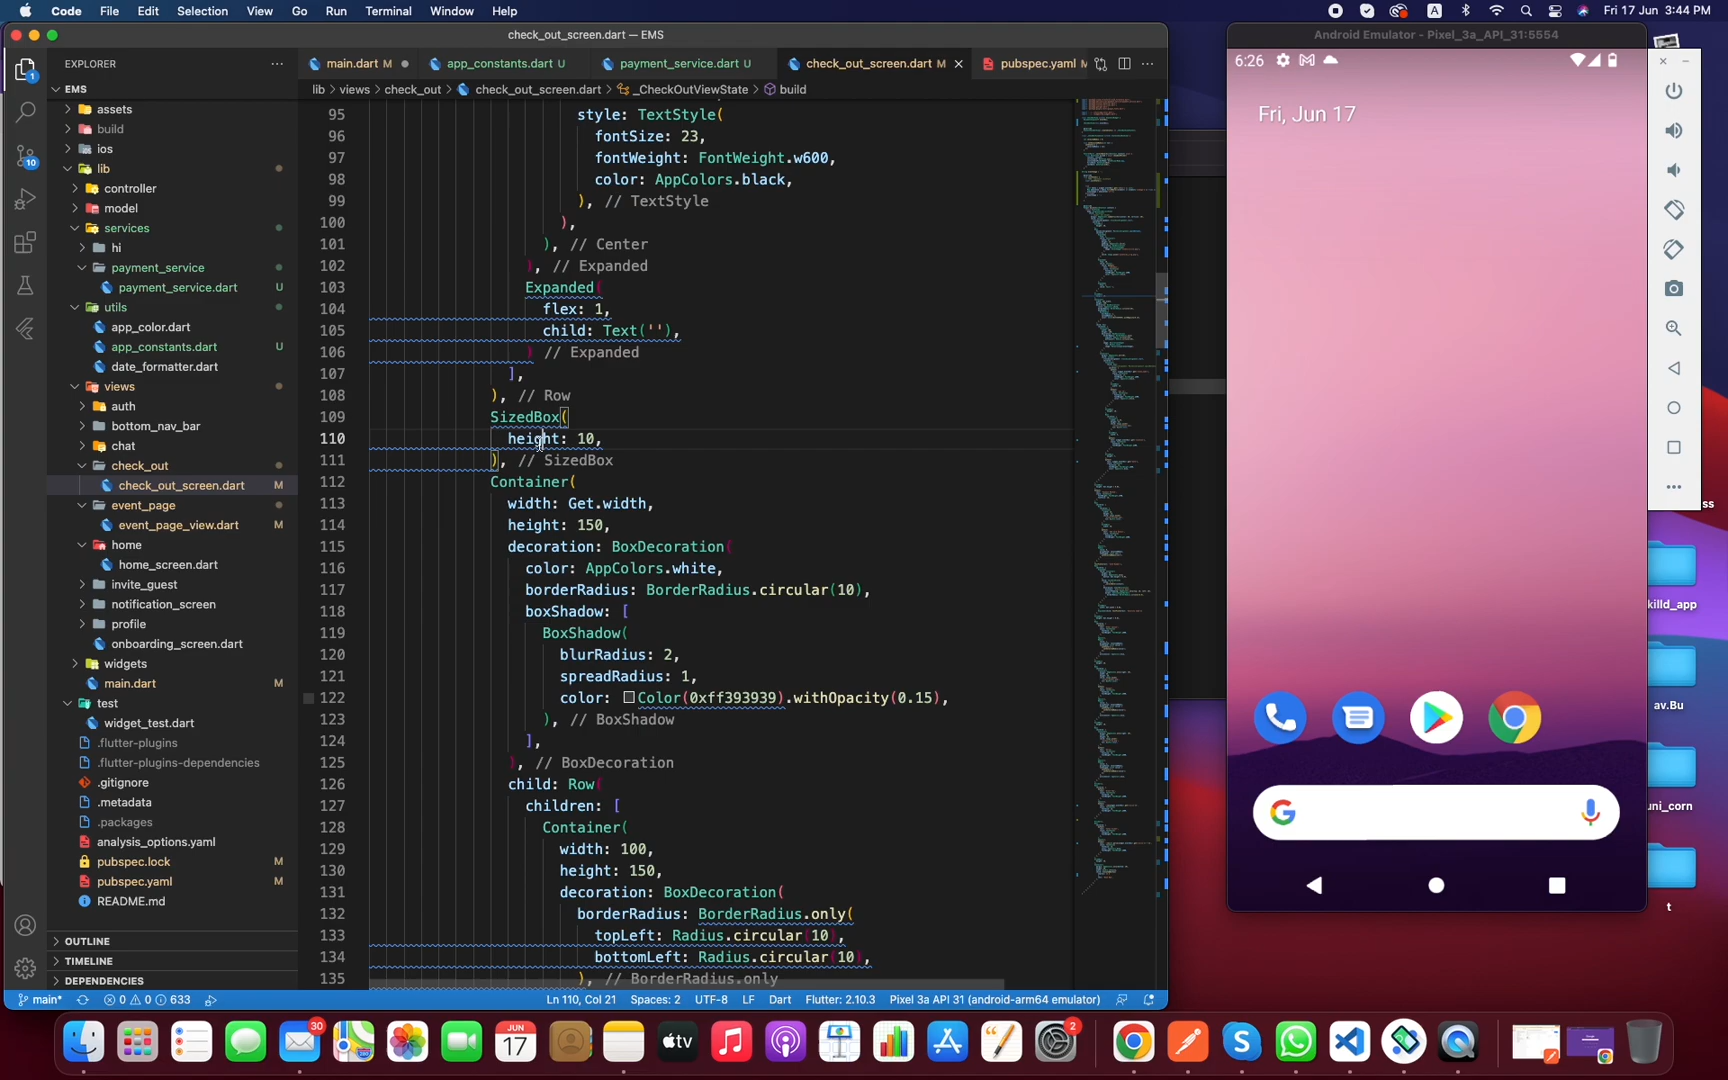 Code File Edit Selection View Go Run Terminal Window Help
A
Fri 17 Jun 3:44 PM
check_out_screen.dart — EMS
Android Emulator - Pixel_3a_API_31:5554
EXPLORER
main.dart M
app_constants.dart U
payment_service.dart U
check_out_screen.dart M
pubspec.yaml M
lib > views > check_out > check_out_screen.dart > _CheckOutViewState > build
1
10
EMS
assets
build
ios
lib
controller
model
services
hi
payment_service
payment_service.dart U
utils
app_color.dart
app_constants.dart U
date_formatter.dart
views
auth
bottom_nav_bar
chat
check_out
check_out_screen.dart M
event_page
event_page_view.dart M
home
home_screen.dart
invite_guest
notification_screen
profile
onboarding_screen.dart
widgets
main.dart M
test
widget_test.dart
.flutter-plugins
.flutter-plugins-dependencies
.gitignore
.metadata
.packages
analysis_options.yaml
pubspec.lock M
pubspec.yaml M
README.md
OUTLINE
TIMELINE
DEPENDENCIES
95 style: TextStyle(
96 fontSize: 23,
97 fontWeight: FontWeight.w600,
98 color: AppColors.black,
99 ), // TextStyle
100 ),
101 ), // Center
102 ), // Expanded
103 Expanded(
104 flex: 1,
105 child: Text(''),
106 ) // Expanded
107 ],
108 ), // Row
109 SizedBox(
110 height: 10,
111 ), // SizedBox
112 Container(
113 width: Get.width,
114 height: 150,
115 decoration: BoxDecoration(
116 color: AppColors.white,
117 borderRadius: BorderRadius.circular(10),
118 boxShadow: [
119 BoxShadow(
120 blurRadius: 2,
121 spreadRadius: 1,
122 color: Color(0xff393939).withOpacity(0.15),
123 ), // BoxShadow
124 ],
125 ), // BoxDecoration
126 child: Row(
127 children: [
128 Container(
129 width: 100,
130 height: 150,
131 decoration: BoxDecoration(
132 borderRadius: BorderRadius.only(
133 topLeft: Radius.circular(10),
134 bottomLeft: Radius.circular(10),
135 ), // BorderRadius.only
main* 0 0 633
Ln 110, Col 21 Spaces: 2 UTF-8 LF Dart Flutter: 2.10.3 Pixel 3a API 31 (android-arm64 emulator)
6:26
Fri, Jun 17
G
ss
killd_app
av.Bu
uni_corn
t
30
JUN
17
tv
2